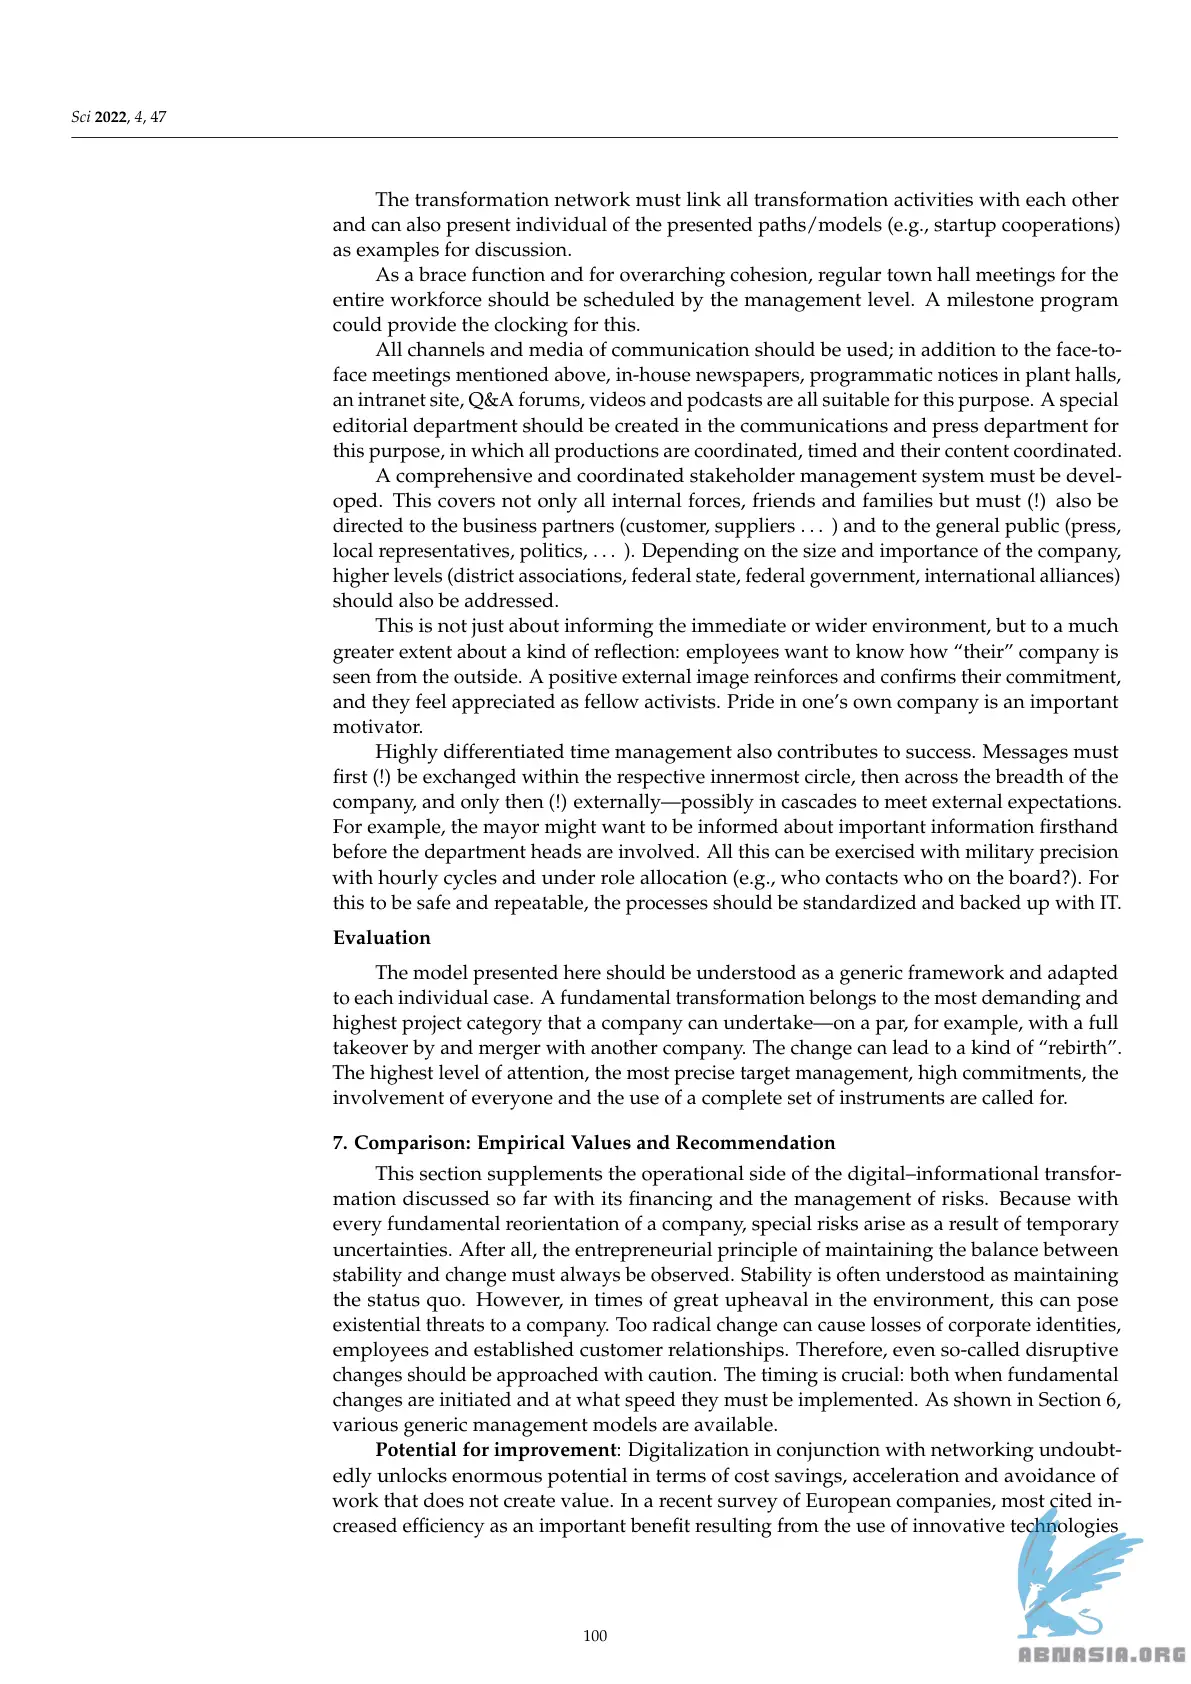 Sci 2022, 4, 47
The transformation network must link all transformation activities with each other
and can also present individual of the presented paths/models (e.g., startup cooperations)
as examples for discussion.
As a brace function and for overarching cohesion, regular town hall meetings for the
entire workforce should be scheduled by the management level. A milestone program
could provide the clocking for this.
All channels and media of communication should be used; in addition to the face-to-
face meetings mentioned above, in-house newspapers, programmatic notices in plant halls,
an intranet site, Q&A forums, videos and podcasts are all suitable for this purpose. A special
editorial department should be created in the communications and press department for
this purpose, in which all productions are coordinated, timed and their content coordinated.
A comprehensive and coordinated stakeholder management system must be devel-
oped. This covers not only all internal forces, friends and families but must (!) also be
directed to the business partners (customer, suppliers . . . ) and to the general public (press,
local representatives, politics, . . . ). Depending on the size and importance of the company,
higher levels (district associations, federal state, federal government, international alliances)
should also be addressed.
This is not just about informing the immediate or wider environment, but to a much
greater extent about a kind of reflection: employees want to know how “their” company is
seen from the outside. A positive external image reinforces and confirms their commitment,
and they feel appreciated as fellow activists. Pride in one’s own company is an important
motivator.
Highly differentiated time management also contributes to success. Messages must
first (!) be exchanged within the respective innermost circle, then across the breadth of the
company, and only then (!) externally—possibly in cascades to meet external expectations.
For example, the mayor might want to be informed about important information firsthand
before the department heads are involved. All this can be exercised with military precision
with hourly cycles and under role allocation (e.g., who contacts who on the board?). For
this to be safe and repeatable, the processes should be standardized and backed up with IT.
Evaluation
The model presented here should be understood as a generic framework and adapted
to each individual case. A fundamental transformation belongs to the most demanding and
highest project category that a company can undertake—on a par, for example, with a full
takeover by and merger with another company. The change can lead to a kind of “rebirth”.
The highest level of attention, the most precise target management, high commitments, the
involvement of everyone and the use of a complete set of instruments are called for.
7. Comparison: Empirical Values and Recommendation
This section supplements the operational side of the digital–informational transfor-
mation discussed so far with its financing and the management of risks. Because with
every fundamental reorientation of a company, special risks arise as a result of temporary
uncertainties. After all, the entrepreneurial principle of maintaining the balance between
stability and change must always be observed. Stability is often understood as maintaining
the status quo. However, in times of great upheaval in the environment, this can pose
existential threats to a company. Too radical change can cause losses of corporate identities,
employees and established customer relationships. Therefore, even so-called disruptive
changes should be approached with caution. The timing is crucial: both when fundamental
changes are initiated and at what speed they must be implemented. As shown in Section 6,
various generic management models are available.
Potential for improvement: Digitalization in conjunction with networking undoubt-
edly unlocks enormous potential in terms of cost savings, acceleration and avoidance of
work that does not create value. In a recent survey of European companies, most cited in-
creased efficiency as an important benefit resulting from the use of innovative technologies
100
ABNASIA.ORG